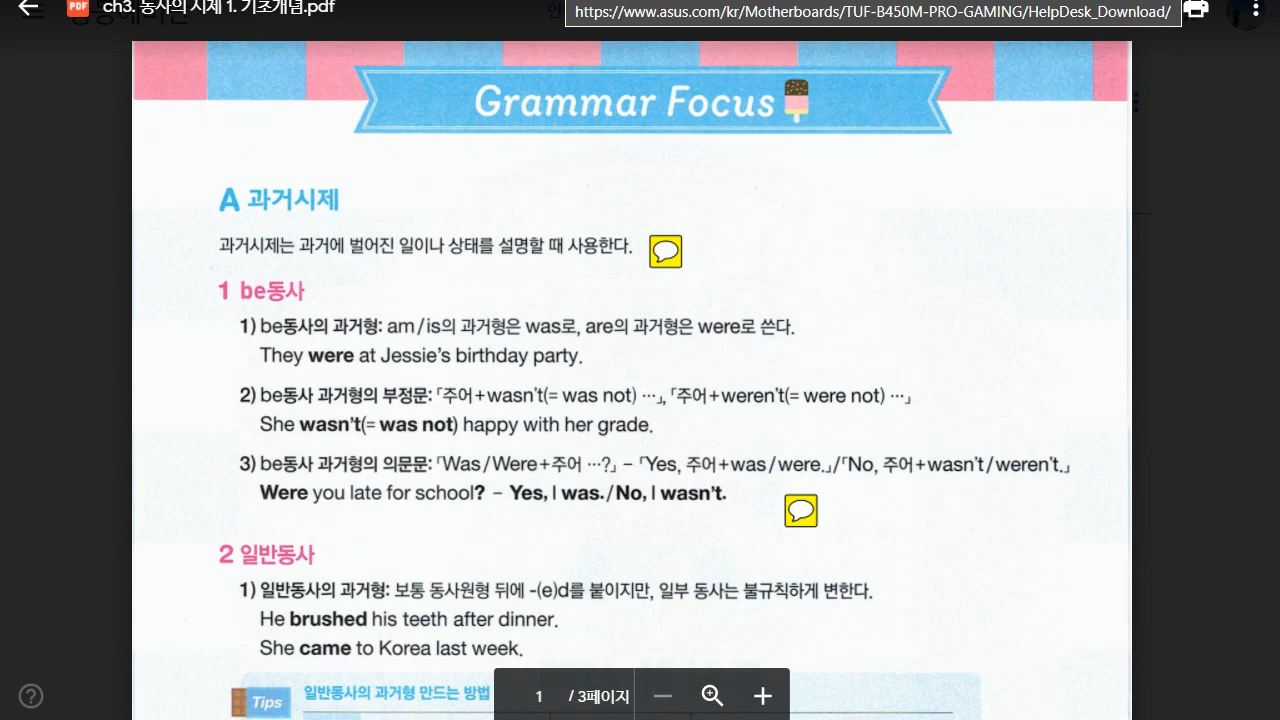 ch3. 동사의 시제 1. 기초개념.pdf
PDF
https://www.asus.com/kr/Motherboards/TUF-B450M-PRO-GAMING/HelpDesk_Download/
Grammar Focus
A 과거시제
과거시제는 과거에 벌어진 일이나 상태를 설명할 때 사용한다.
1 be동사
1) be동사의 과거형: am/is의 과거형은 was로, are의 과거형은 were로 쓴다.
They were at Jessie's birthday party.
2) be동사 과거형의 부정문: 「주어+wasn't(= was not) ···」, 「주어+weren't(= were not) ···」
She wasn't(= was not) happy with her grade.
3) be동사 과거형의 의문문: 「Was/Were+주어 ···?」 – 「Yes, 주어+was/were.」/「No, 주어+wasn't/weren't.」
Were you late for school? – Yes, I was./No, I wasn't.
2 일반동사
1) 일반동사의 과거형: 보통 동사원형 뒤에 -(e)d를 붙이지만, 일부 동사는 불규칙하게 변한다.
He brushed his teeth after dinner.
She came to Korea last week.
Tips 일반동사의 과거형 만드는 방법
1 / 3페이지